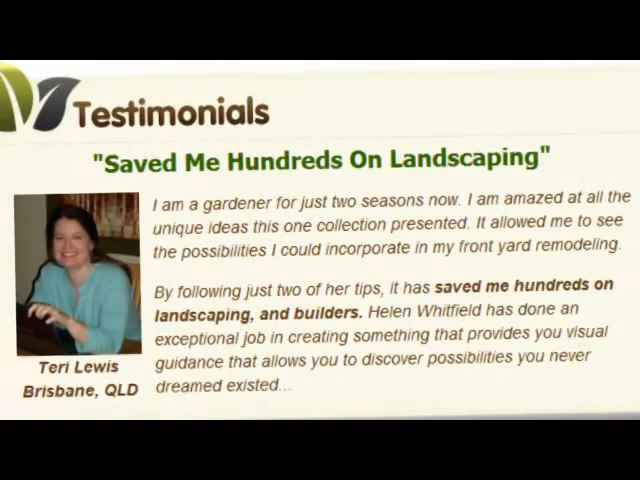 Testimonials
"Saved Me Hundreds On Landscaping"
I am a gardener for just two seasons now. I am amazed at all the
unique ideas this one collection presented. It allowed me to see
the possibilities I could incorporate in my front yard remodeling.
By following just two of her tips, it has saved me hundreds on
landscaping, and builders. Helen Whitfield has done an
exceptional job in creating something that provides you visual
guidance that allows you to discover possibilities you never
dreamed existed...
Teri Lewis
Brisbane, QLD